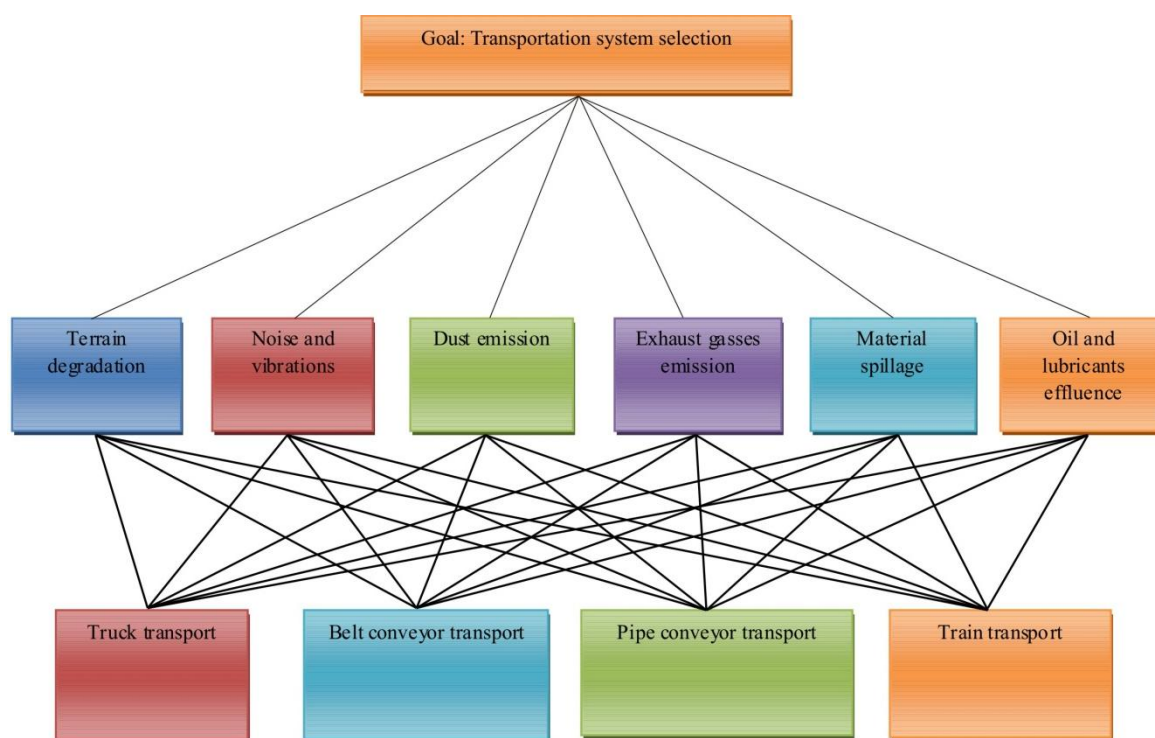 Goal: Transportation system selection
Terrain
degradation
Noise and
vibrations
Dust emission
Exhaust gasses
emission
Material
spillage
Oil and
lubricants
effluence
Truck transport
Belt conveyor transport
Pipe conveyor transport
Train transport